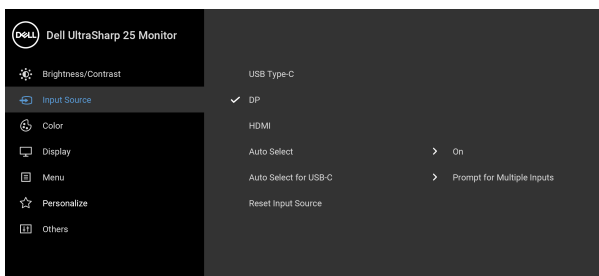 DELL
Dell UltraSharp 25 Monitor
Brightness/Contrast
USB Type-C
Input Source
DP
Color
HDMI
Display
Auto Select
On
Menu
Auto Select for USB-C
Prompt for Multiple Inputs
Personalize
Reset Input Source
Others